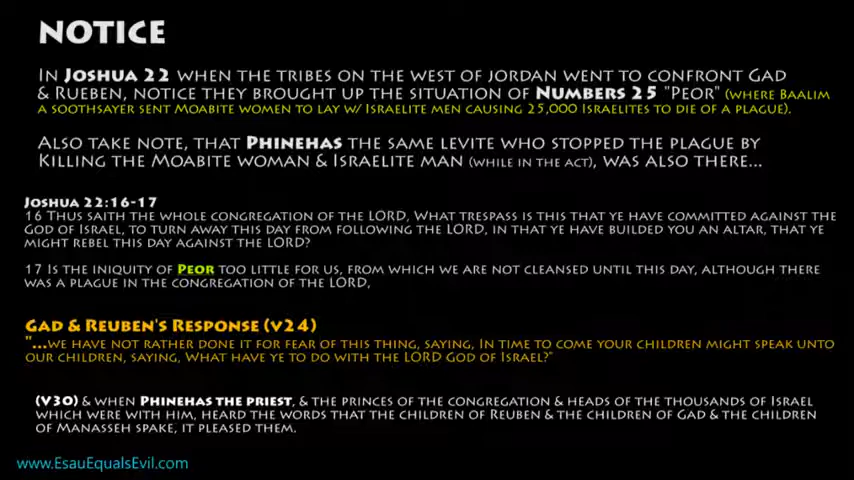 NOTICE
IN JOSHUA 22 WHEN THE TRIBES ON THE WEST OF JORDAN WENT TO CONFRONT GAD
& RUEBEN, NOTICE THEY BROUGHT UP THE SITUATION OF NUMBERS 25 "PEOR" (WHERE BAALIM
A SOOTHSAYER SENT MOABITE WOMEN TO LAY W/ ISRAELITE MEN CAUSING 25,000 ISRAELITES TO DIE OF A PLAGUE).
ALSO TAKE NOTE, THAT PHINEHAS THE SAME LEVITE WHO STOPPED THE PLAGUE BY
KILLING THE MOABITE WOMAN & ISRAELITE MAN (WHILE IN THE ACT), WAS ALSO THERE...
JOSHUA 22:16-17
16 THUS SAITH THE WHOLE CONGREGATION OF THE LORD, WHAT TRESPASS IS THIS THAT YE HAVE COMMITTED AGAINST THE
GOD OF ISRAEL, TO TURN AWAY THIS DAY FROM FOLLOWING THE LORD, IN THAT YE HAVE BUILDED YOU AN ALTAR, THAT YE
MIGHT REBEL THIS DAY AGAINST THE LORD?
17 IS THE INIQUITY OF PEOR TOO LITTLE FOR US, FROM WHICH WE ARE NOT CLEANSED UNTIL THIS DAY, ALTHOUGH THERE
WAS A PLAGUE IN THE CONGREGATION OF THE LORD,
GAD & REUBEN'S RESPONSE (V24)
"...WE HAVE NOT RATHER DONE IT FOR FEAR OF THIS THING, SAYING, IN TIME TO COME YOUR CHILDREN MIGHT SPEAK UNTO
OUR CHILDREN, SAYING, WHAT HAVE YE TO DO WITH THE LORD GOD OF ISRAEL?"
(V30) & WHEN PHINEHAS THE PRIEST, & THE PRINCES OF THE CONGREGATION & HEADS OF THE THOUSANDS OF ISRAEL
WHICH WERE WITH HIM, HEARD THE WORDS THAT THE CHILDREN OF REUBEN & THE CHILDREN OF GAD & THE CHILDREN
OF MANASSEH SPAKE, IT PLEASED THEM.
www.EsauEqualsEvil.com